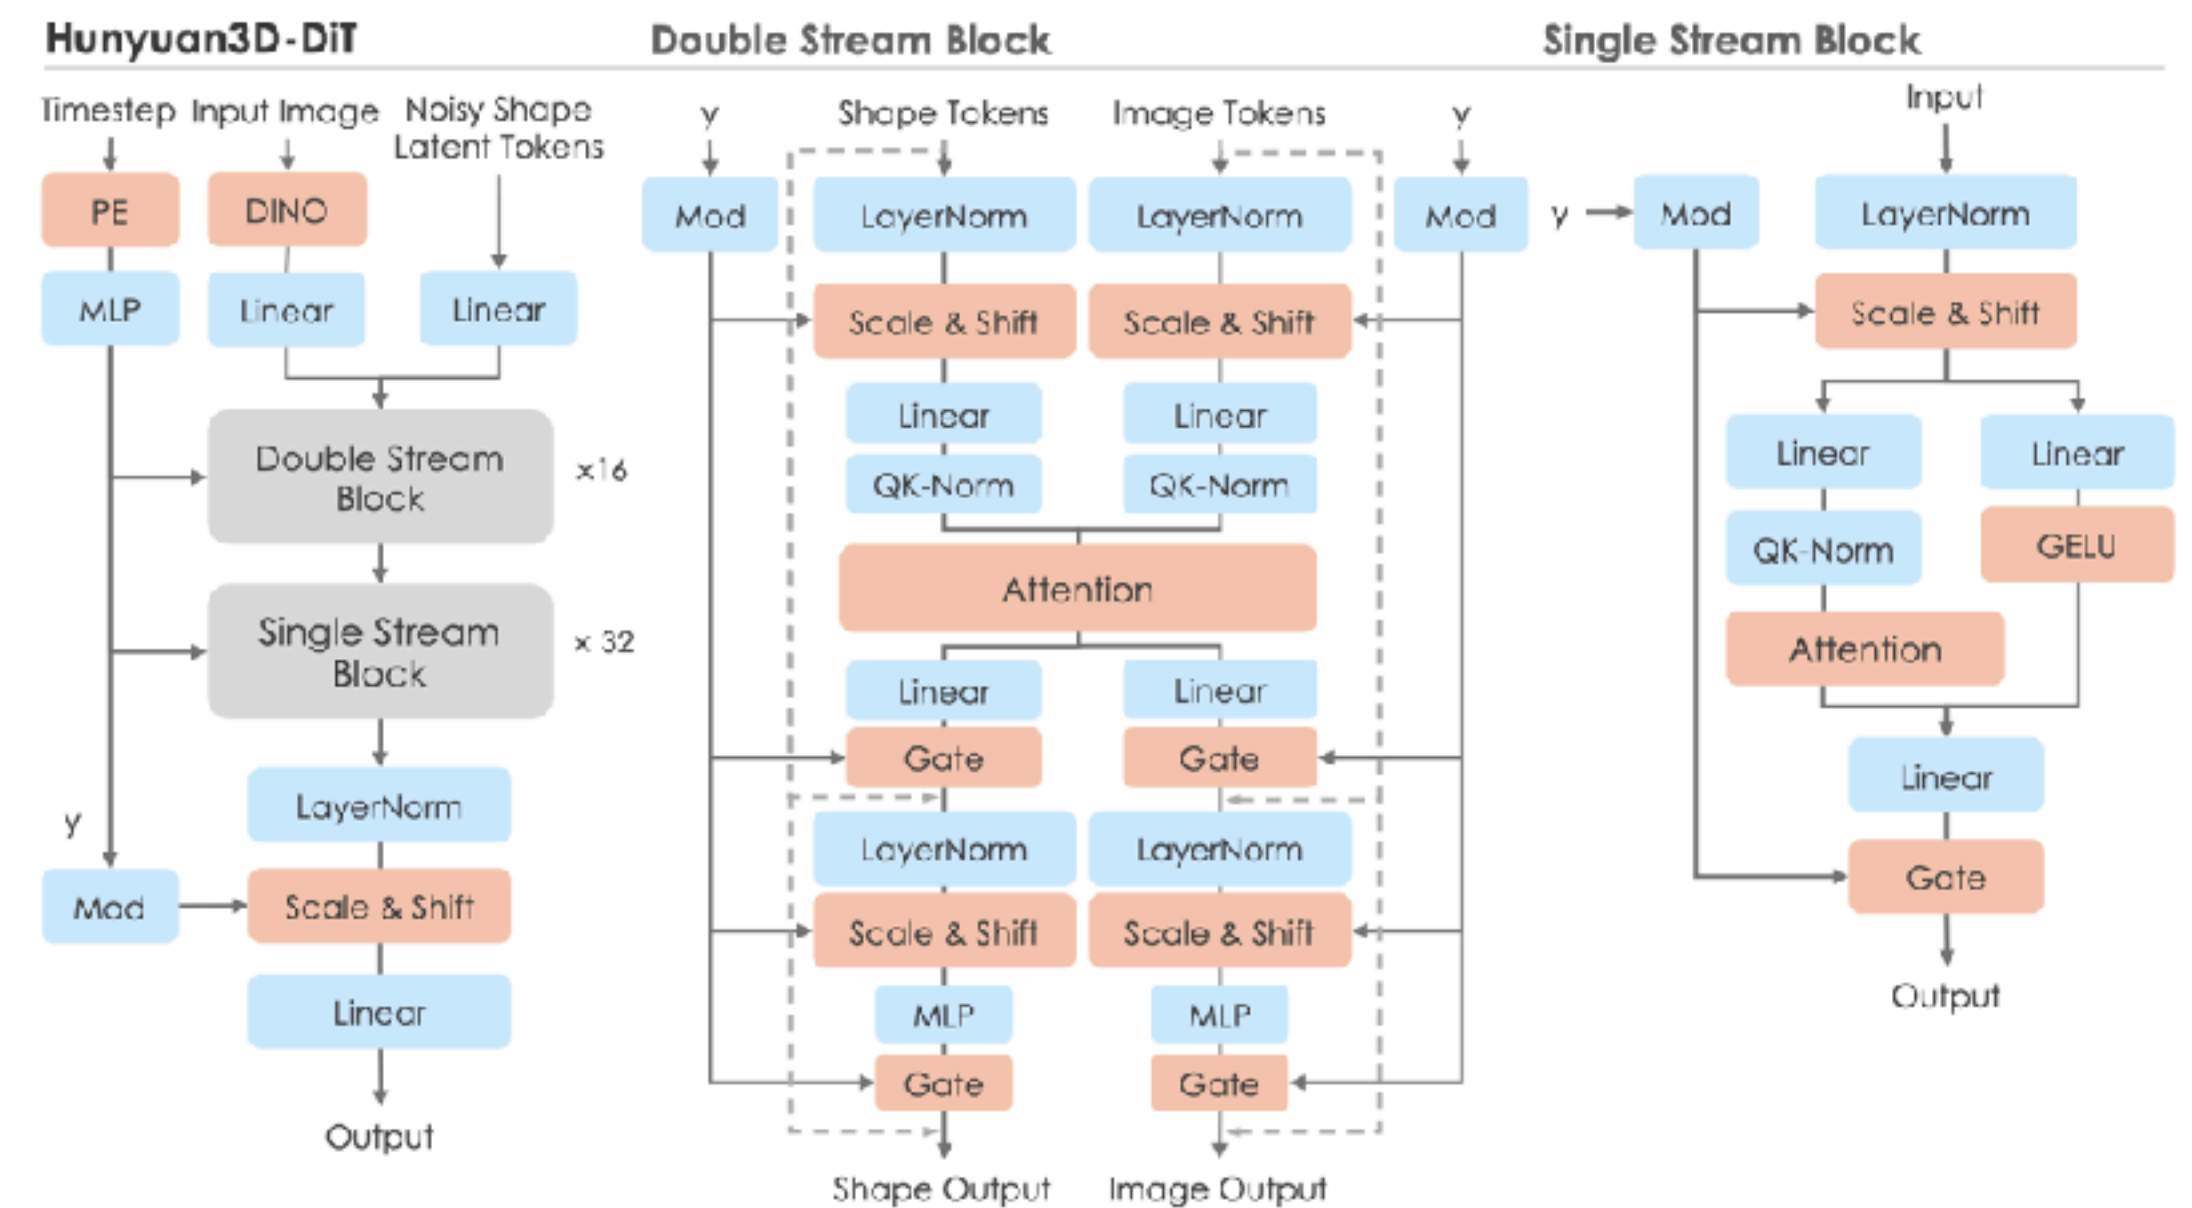 Hunyuan3D-DiT
Timestep
Input Image
Noisy Shape
Latent Tokens
PE
DINO
MLP
Linear
Linear
Double Stream
Block
x16
Single Stream
Block
x 32
LayerNorm
y
Mod
Scale & Shift
Linear
Output
Double Stream Block
y
Shape Tokens
Image Tokens
y
Mod
LayerNorm
LayerNorm
Mod
Scale & Shift
Scale & Shift
Linear
Linear
QK-Norm
QK-Norm
Attention
Linear
Linear
Gate
Gate
LayerNorm
LayerNorm
Scale & Shift
Scale & Shift
MLP
MLP
Gate
Gate
Shape Output
Image Output
Single Stream Block
Input
y
Mod
LayerNorm
Scale & Shift
Linear
Linear
QK-Norm
GELU
Attention
Linear
Gate
Output